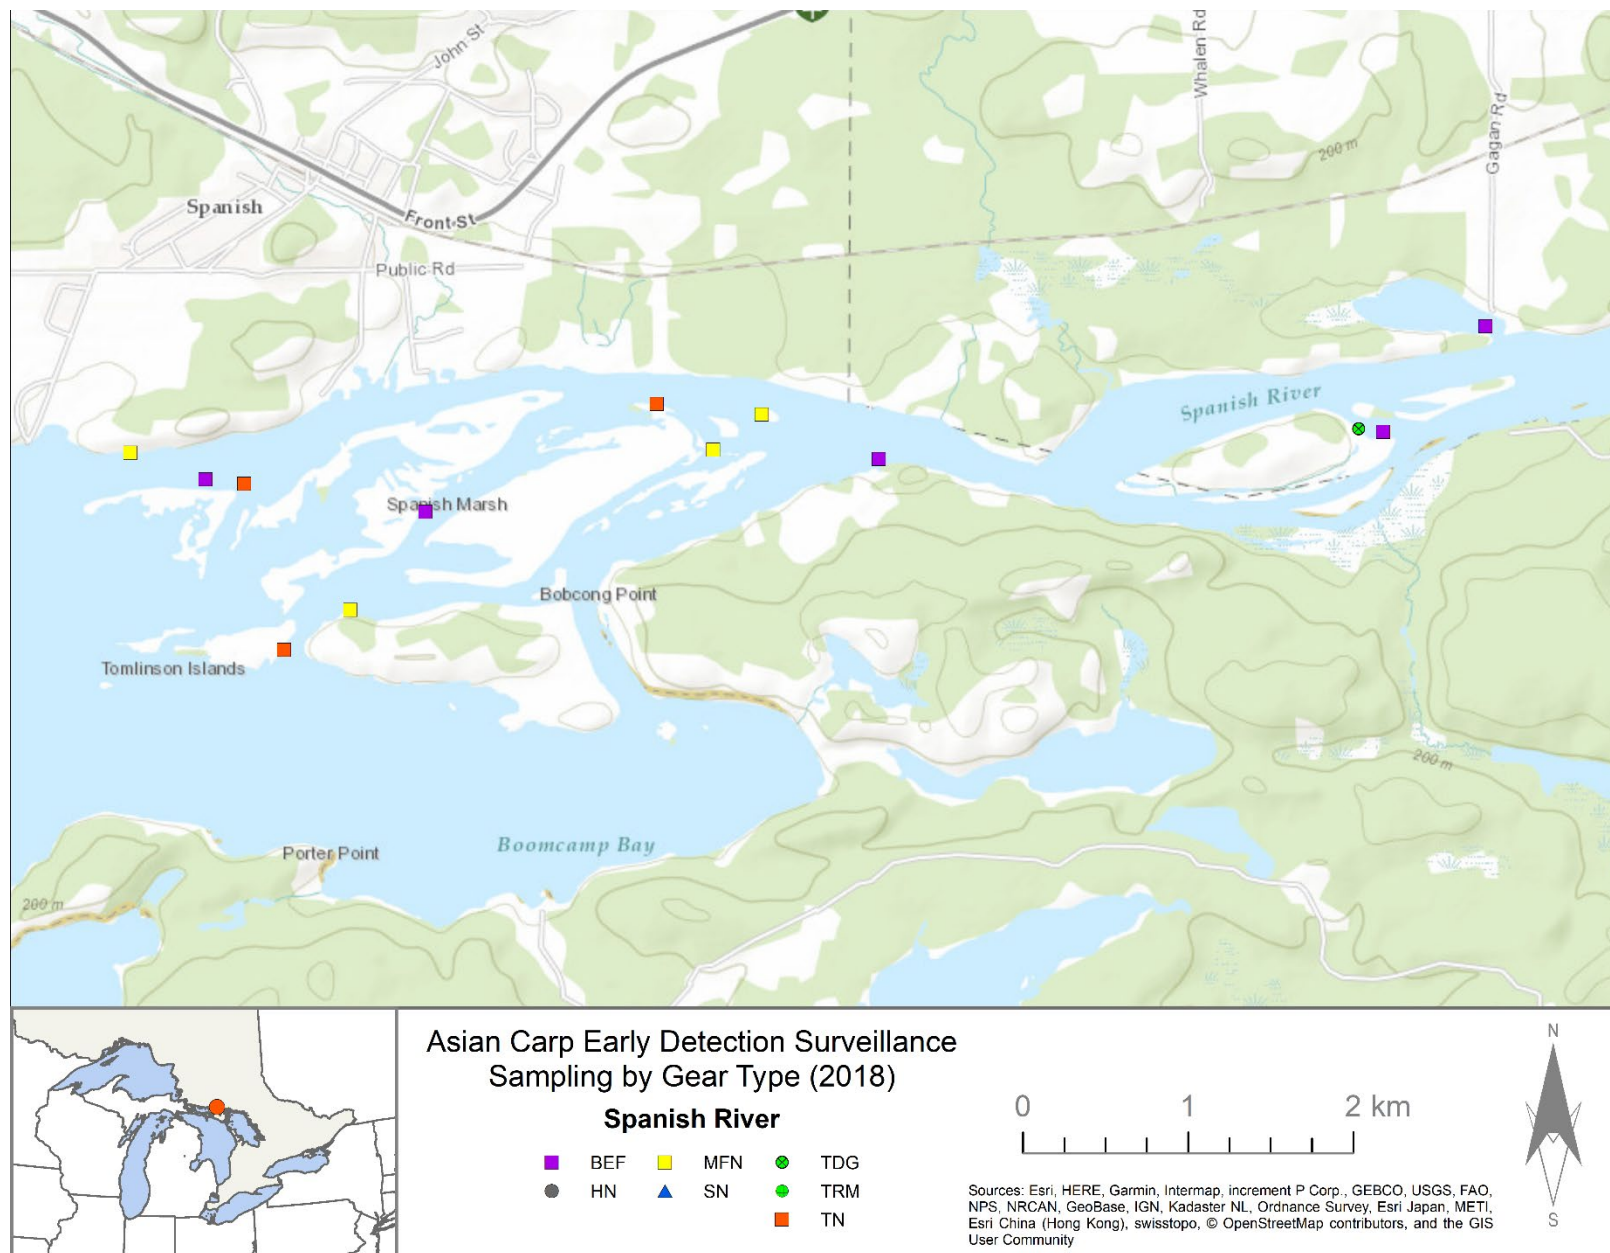 John St
Whalen Rd
Gagan Rd
200 m
Spanish
Front St
Public Rd
Spanish River
Spanish Marsh
Bobcong Point
Tomlinson Islands
200 m
Porter Point
Boomcamp Bay
200 m
Asian Carp Early Detection Surveillance
Sampling by Gear Type (2018)
Spanish River
BEF MFN TDG
HN SN TRM
TN
0 1 2 km
Sources: Esri, HERE, Garmin, Intermap, increment P Corp., GEBCO, USGS, FAO,
NPS, NRCAN, GeoBase, IGN, Kadaster NL, Ordnance Survey, Esri Japan, METI,
Esri China (Hong Kong), swisstopo, © OpenStreetMap contributors, and the GIS
User Community
N
S